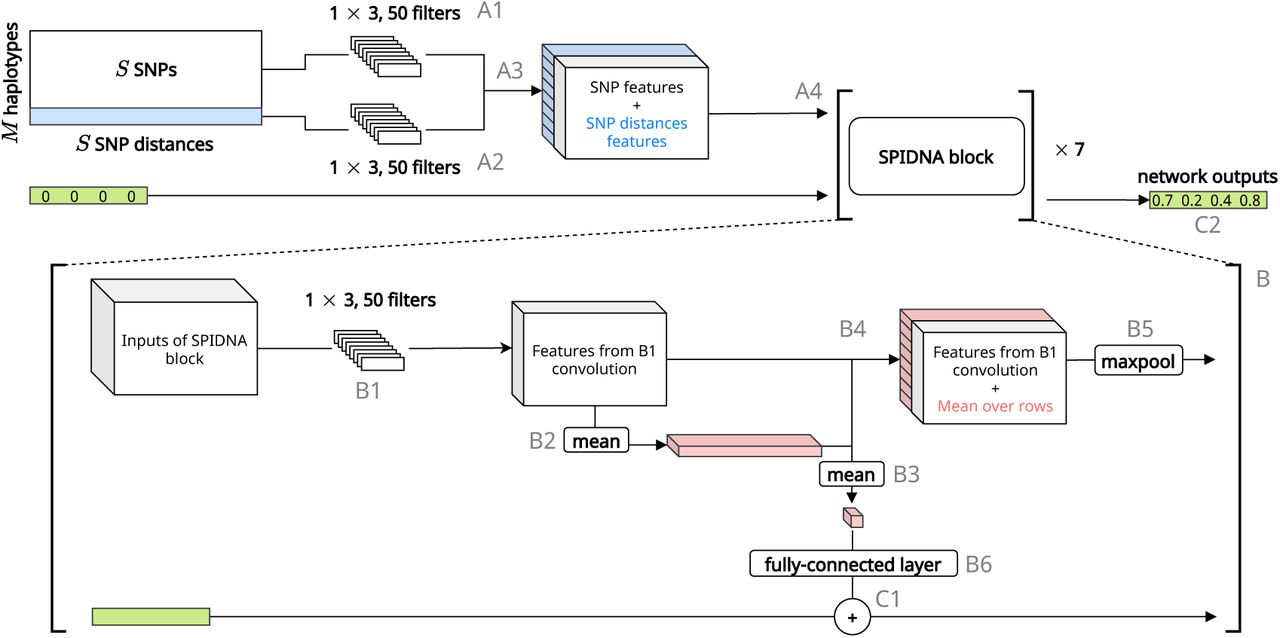 1 × 3, 50 filters
A1
M haplotypes
S SNPs
A3
SNP features
+
SNP distances
features
A4
SPIDNA block
× 7
S SNP distances
1 × 3, 50 filters
A2
0 0 0 0
network outputs
0.7 0.2 0.4 0.8
C2
B
1 × 3, 50 filters
Inputs of SPIDNA
block
B1
Features from B1
convolution
B4
Features from B1
convolution
+
Mean over rows
B5
maxpool
B2
mean
mean
B3
fully-connected layer
B6
C1
+